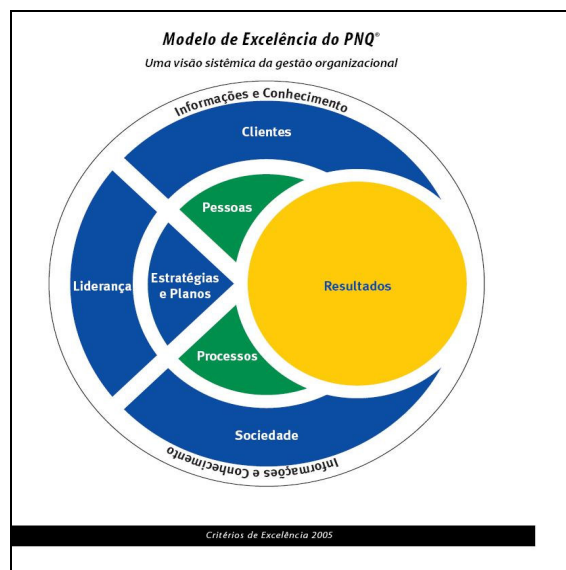 Modelo de Excelência do PNQ®
Uma visão sistêmica da gestão organizacional
Informações e Conhecimento
Clientes
Pessoas
Liderança
Estratégias
e Planos
Resultados
Processos
Sociedade
Informações e Conhecimento
Critérios de Excelência 2005